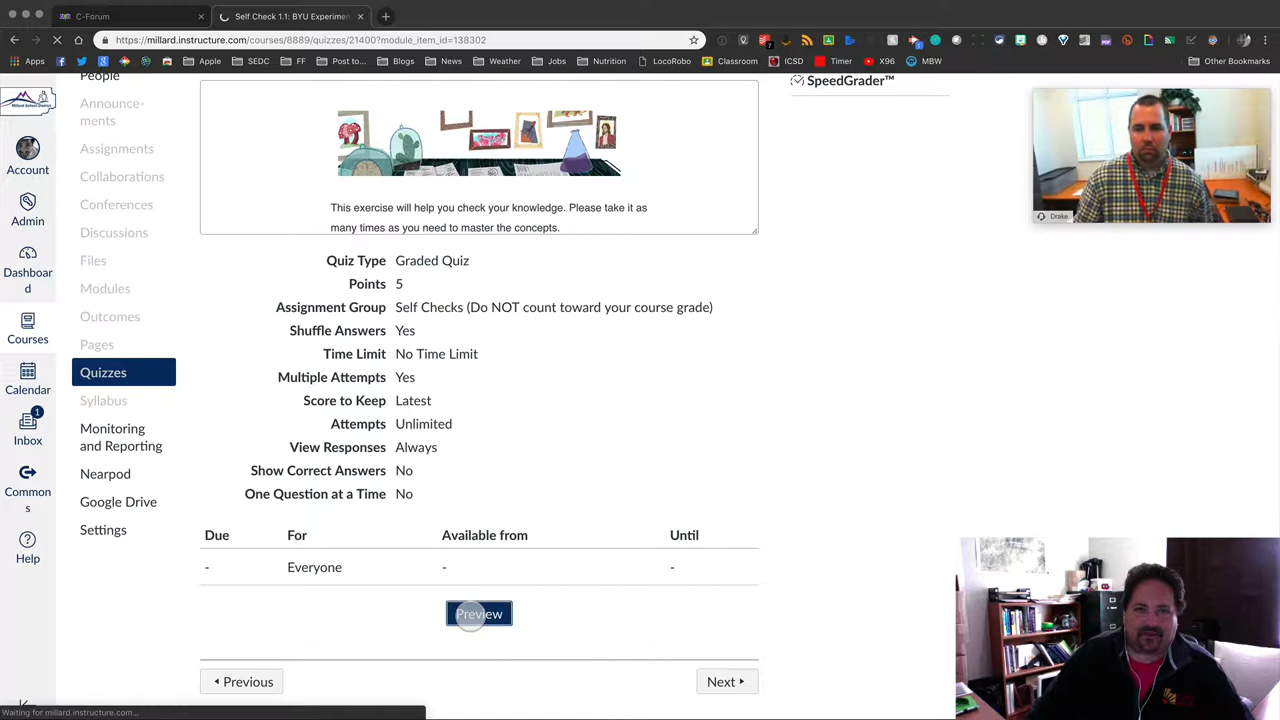 C-Forum
Self Check 1.1: BYU Experimen
https://millard.instructure.com/courses/8889/quizzes/21400?module_item_id=138302
Apps
Apple
SEDC
FF
Post to...
Blogs
News
Weather
Jobs
Nutrition
LocoRobo
Classroom
ICSD
Timer
X96
MBW
Other Bookmarks
Account
Admin
Dashboar
d
Courses
Calendar
1
Inbox
Common
s
Help
People
Announce-
ments
Assignments
Collaborations
Conferences
Discussions
Files
Modules
Outcomes
Pages
Quizzes
Syllabus
Monitoring
and Reporting
Nearpod
Google Drive
Settings
This exercise will help you check your knowledge. Please take it as
many times as you need to master the concepts.
Quiz Type Graded Quiz
Points 5
Assignment Group Self Checks (Do NOT count toward your course grade)
Shuffle Answers Yes
Time Limit No Time Limit
Multiple Attempts Yes
Score to Keep Latest
Attempts Unlimited
View Responses Always
Show Correct Answers No
One Question at a Time No
Due For Available from Until
- Everyone - -
Preview
Previous
Next
SpeedGrader™
Drake
Waiting for millard.instructure.com...